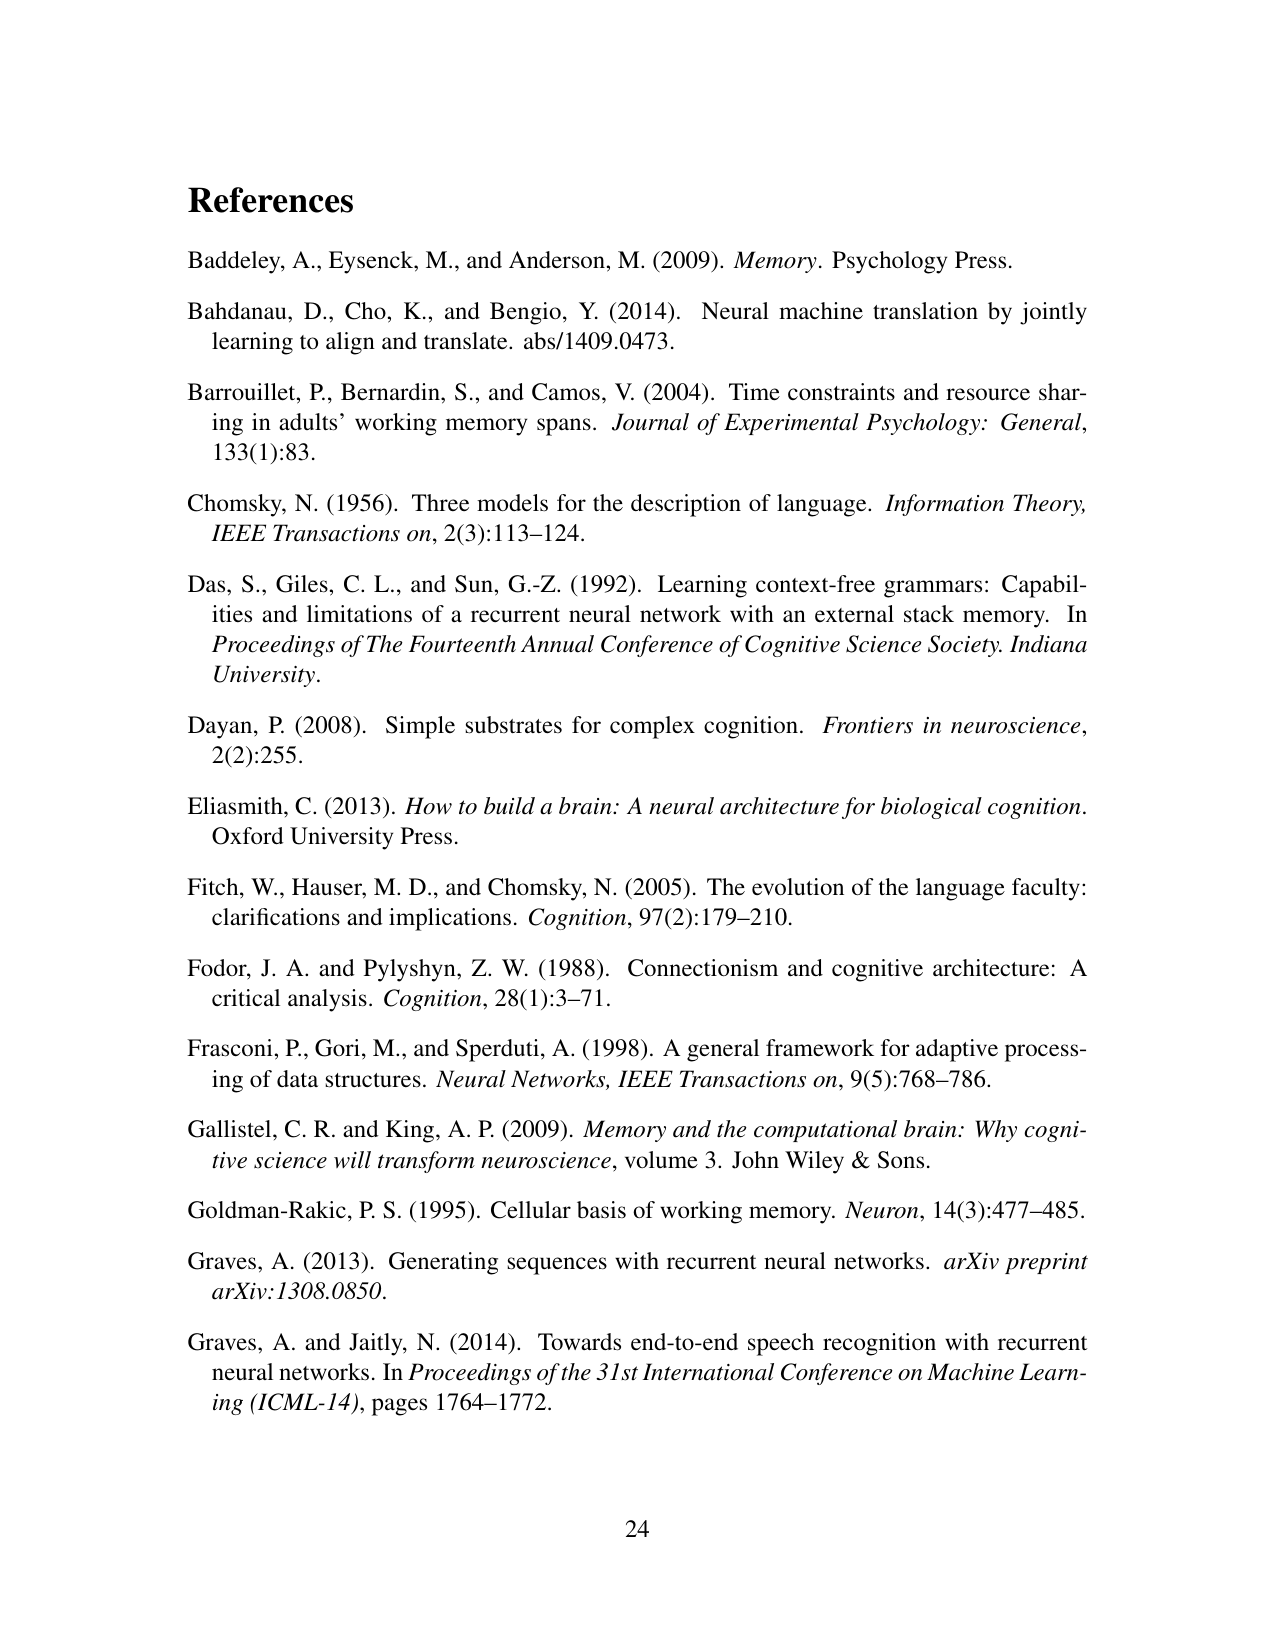 References
Baddeley, A., Eysenck, M., and Anderson, M. (2009). Memory. Psychology Press.
Bahdanau, D., Cho, K., and Bengio, Y. (2014). Neural machine translation by jointly
learning to align and translate. abs/1409.0473.
Barrouillet, P., Bernardin, S., and Camos, V. (2004). Time constraints and resource shar-
ing in adults’ working memory spans. Journal of Experimental Psychology: General,
133(1):83.
Chomsky, N. (1956). Three models for the description of language. Information Theory,
IEEE Transactions on, 2(3):113–124.
Das, S., Giles, C. L., and Sun, G.-Z. (1992). Learning context-free grammars: Capabil-
ities and limitations of a recurrent neural network with an external stack memory. In
Proceedings of The Fourteenth Annual Conference of Cognitive Science Society. Indiana
University.
Dayan, P. (2008). Simple substrates for complex cognition. Frontiers in neuroscience,
2(2):255.
Eliasmith, C. (2013). How to build a brain: A neural architecture for biological cognition.
Oxford University Press.
Fitch, W., Hauser, M. D., and Chomsky, N. (2005). The evolution of the language faculty:
clarifications and implications. Cognition, 97(2):179–210.
Fodor, J. A. and Pylyshyn, Z. W. (1988). Connectionism and cognitive architecture: A
critical analysis. Cognition, 28(1):3–71.
Frasconi, P., Gori, M., and Sperduti, A. (1998). A general framework for adaptive process-
ing of data structures. Neural Networks, IEEE Transactions on, 9(5):768–786.
Gallistel, C. R. and King, A. P. (2009). Memory and the computational brain: Why cogni-
tive science will transform neuroscience, volume 3. John Wiley & Sons.
Goldman-Rakic, P. S. (1995). Cellular basis of working memory. Neuron, 14(3):477–485.
Graves, A. (2013). Generating sequences with recurrent neural networks. arXiv preprint
arXiv:1308.0850.
Graves, A. and Jaitly, N. (2014). Towards end-to-end speech recognition with recurrent
neural networks. In Proceedings of the 31st International Conference on Machine Learn-
ing (ICML-14), pages 1764–1772.
24